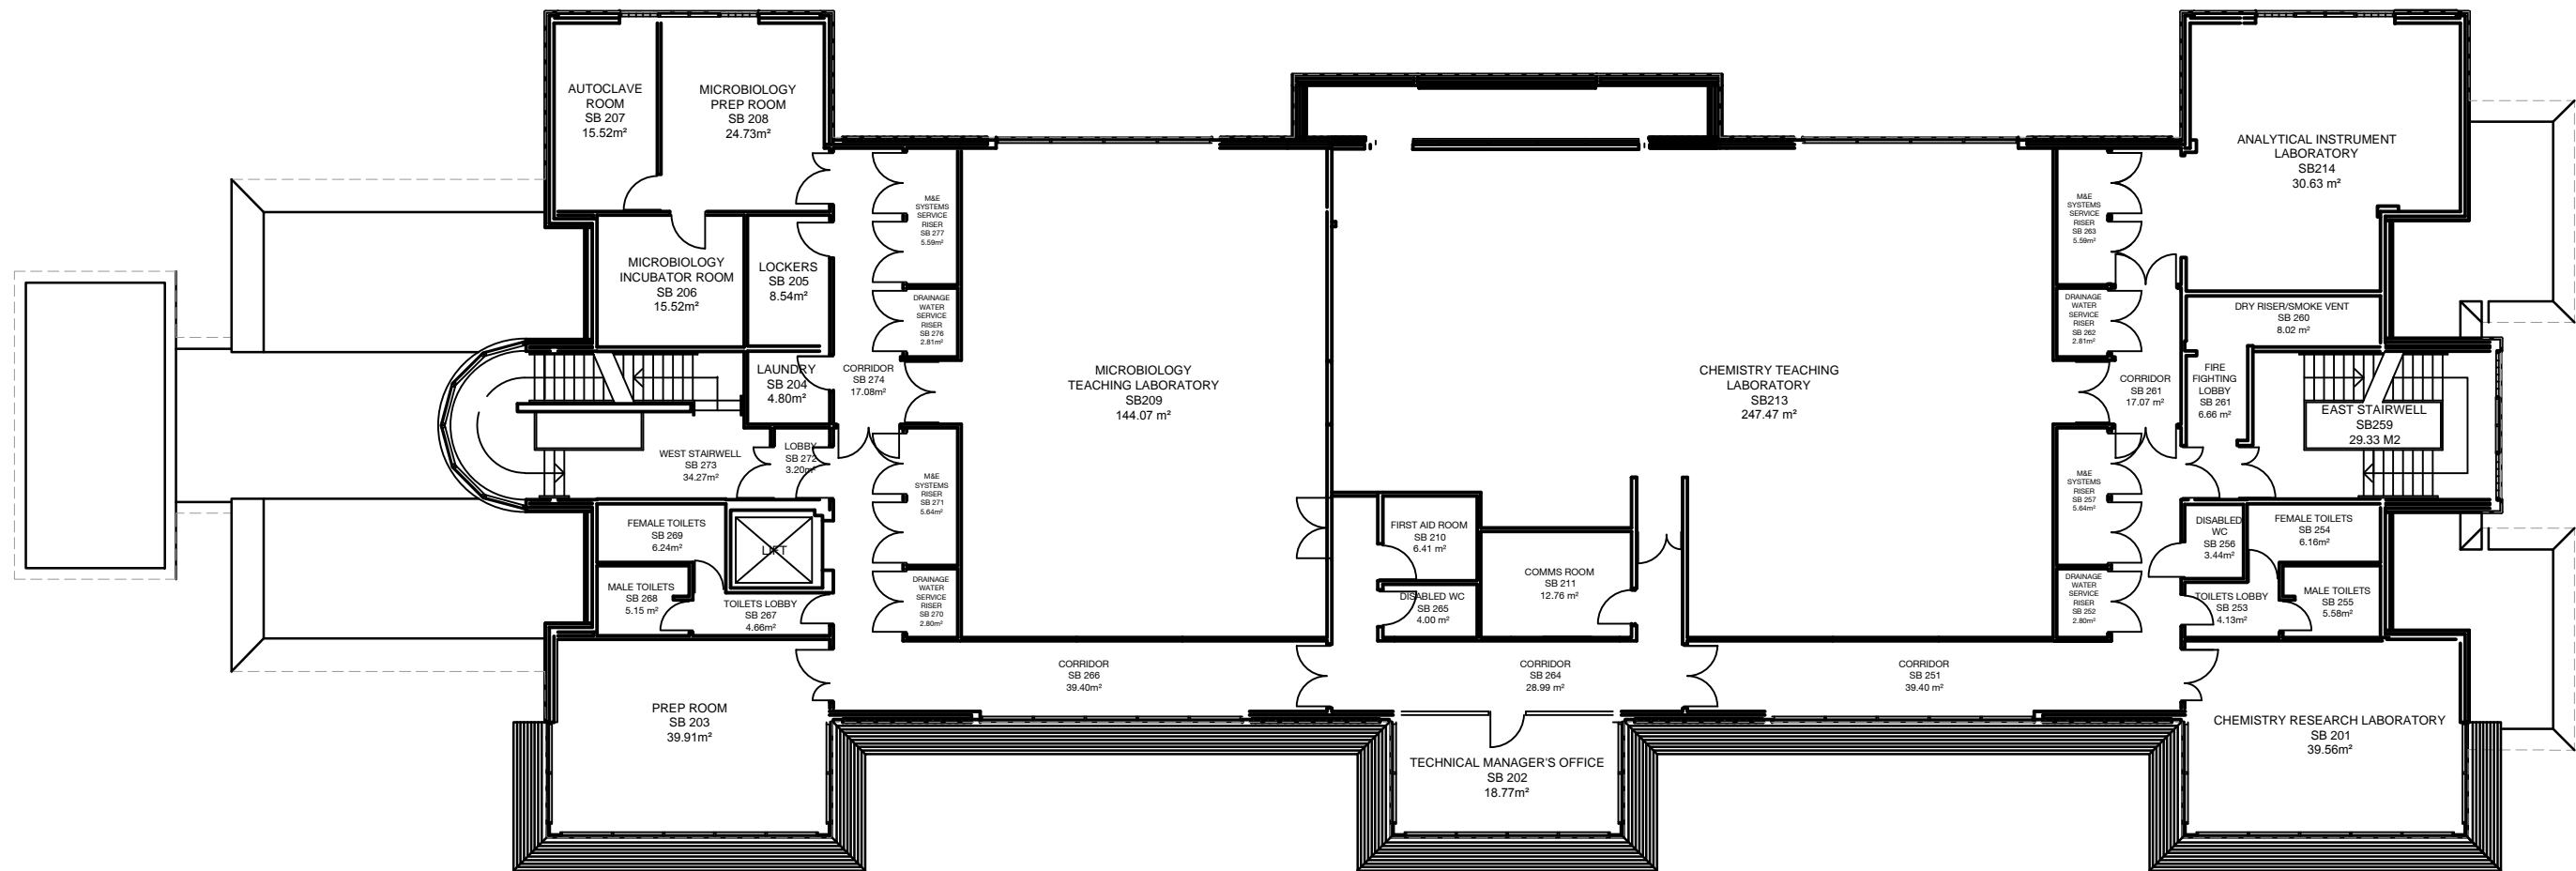 AUTOCLAVE
ROOM
SB 207
15.52m²
MICROBIOLOGY
PREP ROOM
SB 208
24.73m²
MICROBIOLOGY
INCUBATOR ROOM
SB 206
15.52m²
LOCKERS
SB 205
8.54m²
LAUNDRY
SB 204
4.80m²
CORRIDOR
SB 274
17.08m²
M&E
SYSTEMS
SERVICE
RISER
SB 277
5.59m²
DRAINAGE
WATER
SERVICE
RISER
SB 276
2.81m²
WEST STAIRWELL
SB 273
34.27m²
LOBBY
SB 272
3.20m²
M&E
SYSTEMS
RISER
SB 271
5.64m²
DRAINAGE
WATER
SERVICE
RISER
SB 270
2.80m²
FEMALE TOILETS
SB 269
6.24m²
LIFT
MALE TOILETS
SB 268
5.15 m²
TOILETS LOBBY
SB 267
4.66m²
PREP ROOM
SB 203
39.91m²
MICROBIOLOGY
TEACHING LABORATORY
SB209
144.07 m²
CORRIDOR
SB 266
39.40m²
FIRST AID ROOM
SB 210
6.41 m²
DISABLED WC
SB 265
4.00 m²
COMMS ROOM
SB 211
12.76 m²
CORRIDOR
SB 264
28.99 m²
TECHNICAL MANAGER'S OFFICE
SB 202
18.77m²
CHEMISTRY TEACHING
LABORATORY
SB213
247.47 m²
CORRIDOR
SB 251
39.40 m²
M&E
SYSTEMS
SERVICE
RISER
SB 263
5.59m²
DRAINAGE
WATER
SERVICE
RISER
SB 262
2.81m²
CORRIDOR
SB 261
17.07 m²
M&E
SYSTEMS
RISER
SB 257
5.64m²
DRAINAGE
WATER
SERVICE
RISER
SB 252
2.80m²
ANALYTICAL INSTRUMENT
LABORATORY
SB214
30.63 m²
DRY RISER/SMOKE VENT
SB 260
8.02 m²
FIRE
FIGHTING
LOBBY
SB 261
6.66 m²
EAST STAIRWELL
SB259
29.33 M2
DISABLED
WC
SB 256
3.44m²
FEMALE TOILETS
SB 254
6.16m²
TOILETS LOBBY
SB 253
4.13m²
MALE TOILETS
SB 255
5.58m²
CHEMISTRY RESEARCH LABORATORY
SB 201
39.56m²